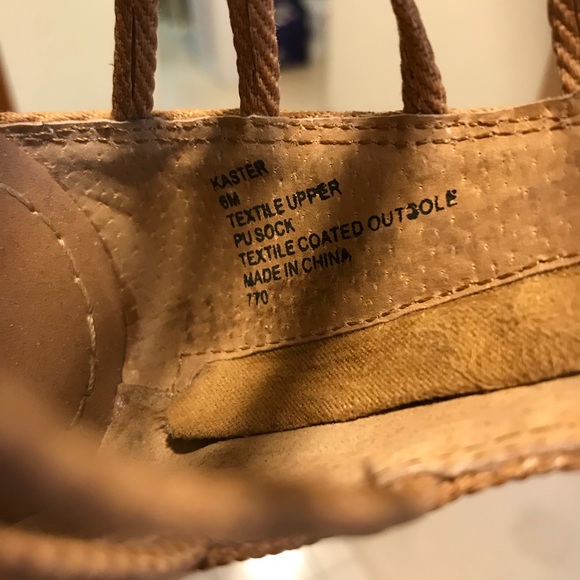 KASTER
6M
TEXTILE UPPER
PU SOCK
TEXTILE COATED OUTSOLE
MADE IN CHINA
770